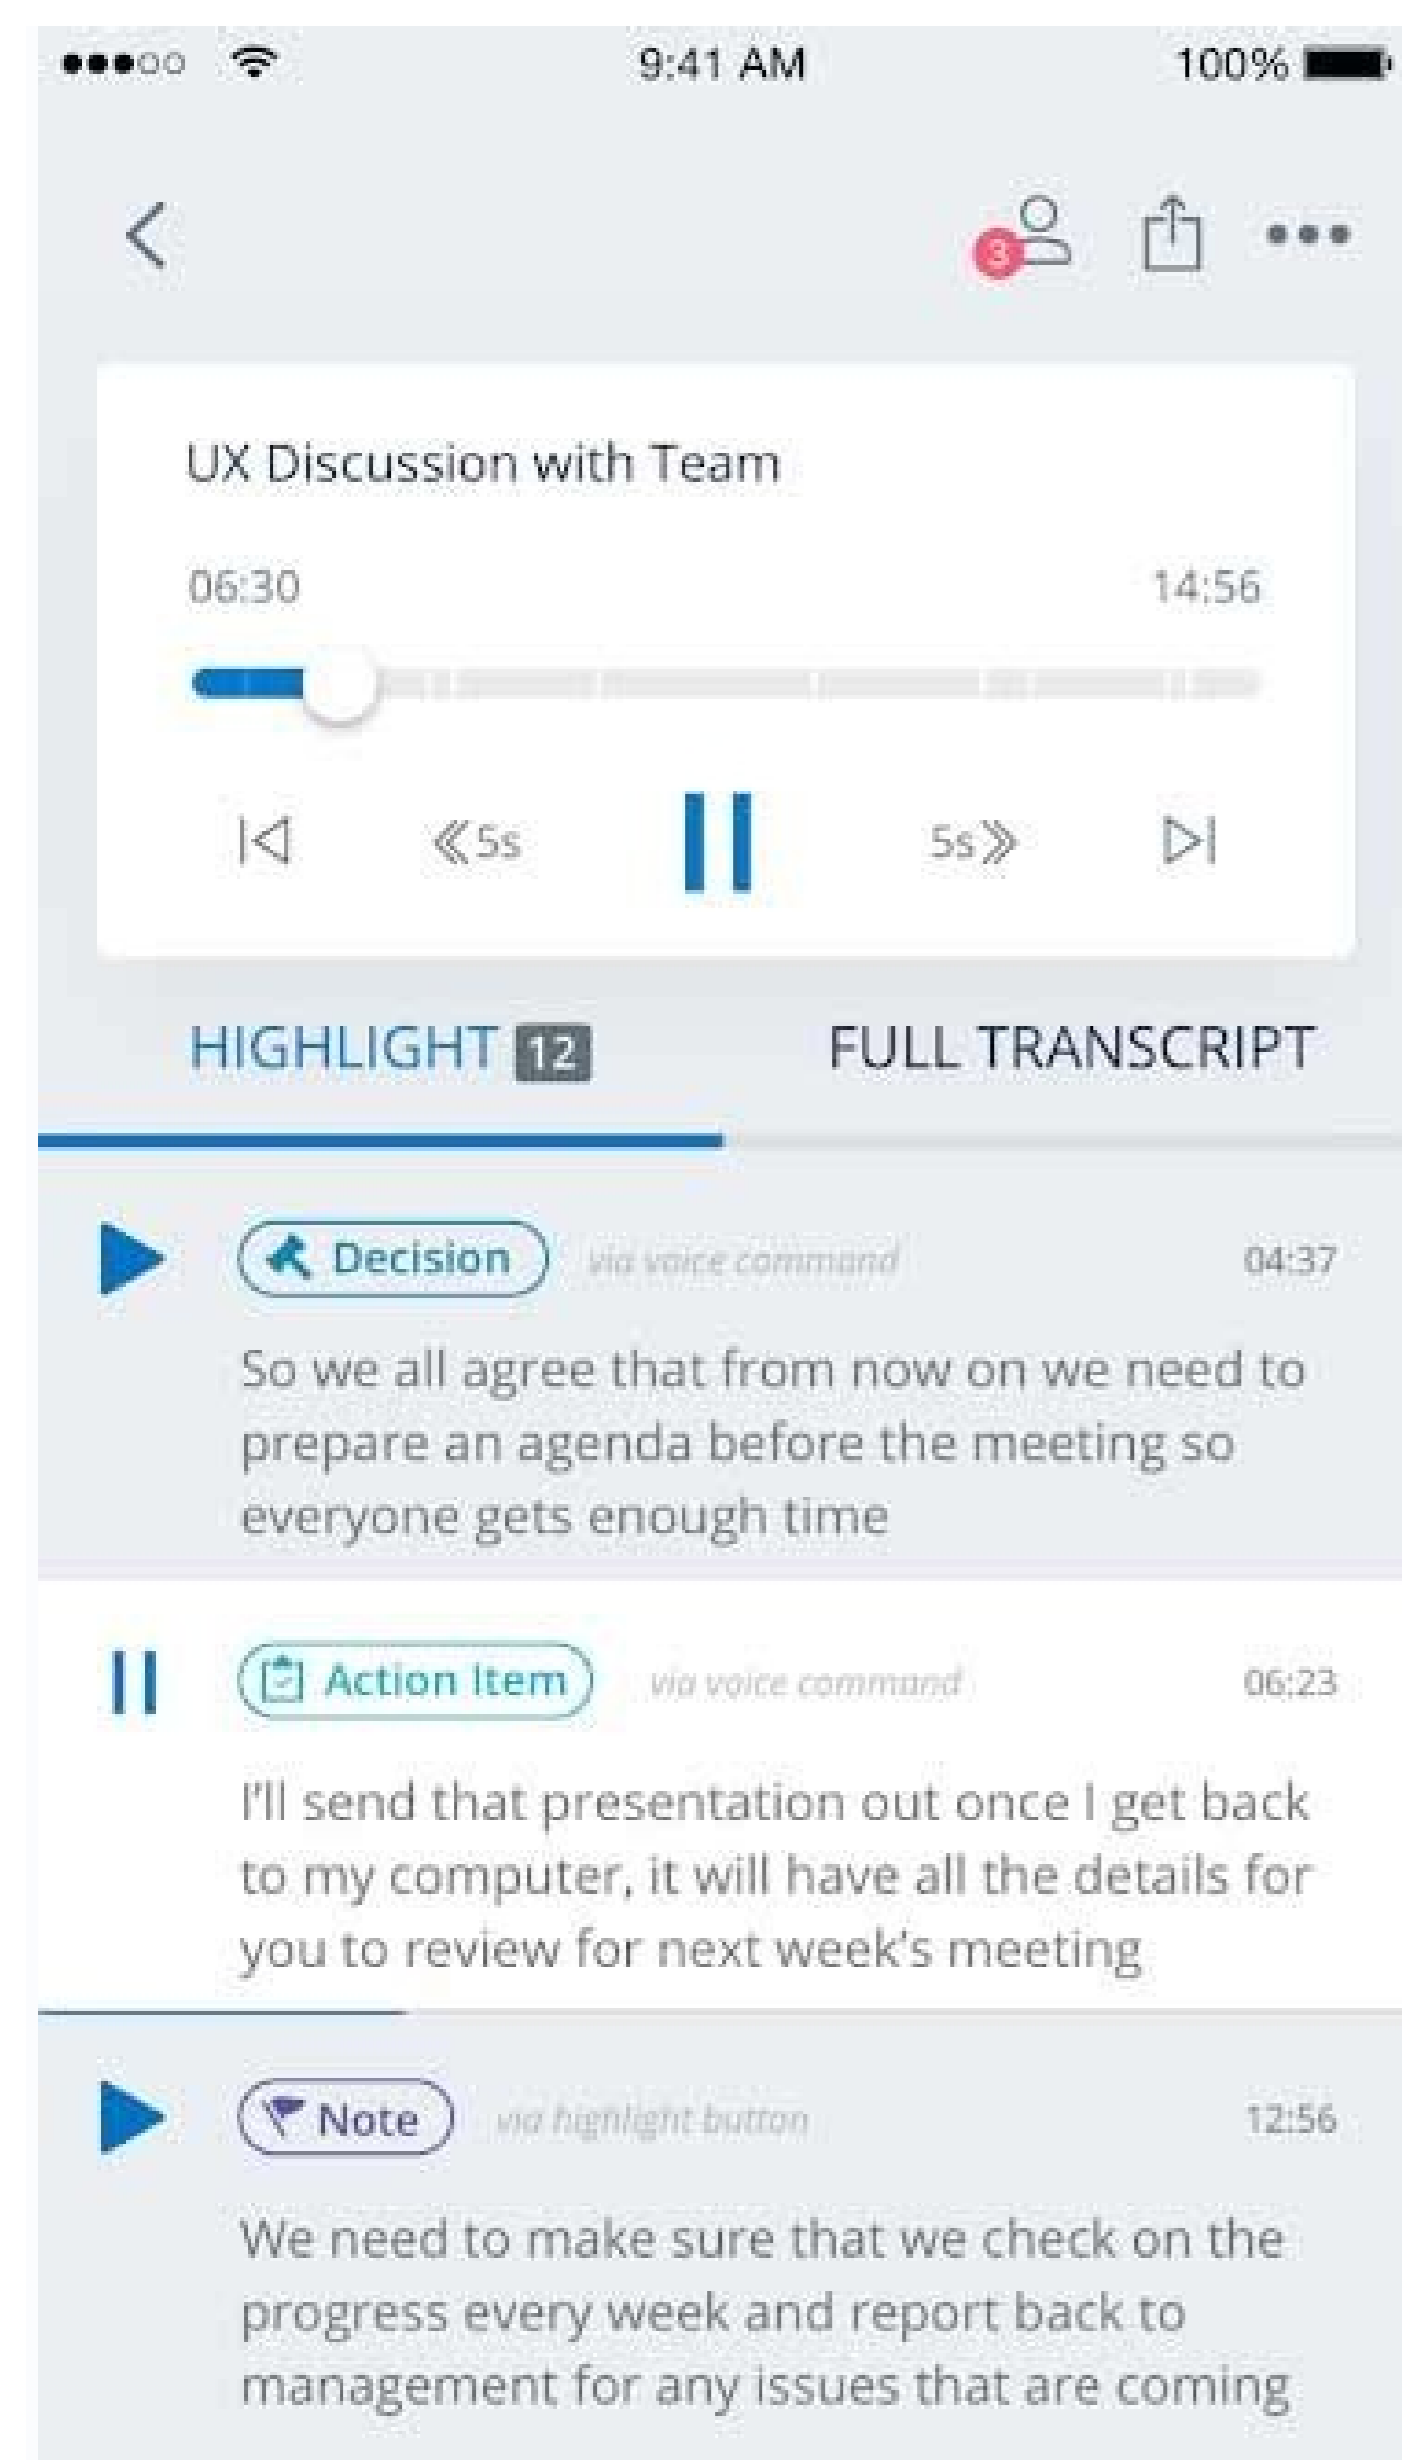 9:41 AM 100%
3
UX Discussion with Team
06:30 14:56
5s 5s
HIGHLIGHT 12 FULL TRANSCRIPT
Decision via voice command 04:37
So we all agree that from now on we need to
prepare an agenda before the meeting so
everyone gets enough time
Action Item via voice command 06:23
I'll send that presentation out once I get back
to my computer, it will have all the details for
you to review for next week's meeting
Note via highlight button 12:56
We need to make sure that we check on the
progress every week and report back to
management for any issues that are coming